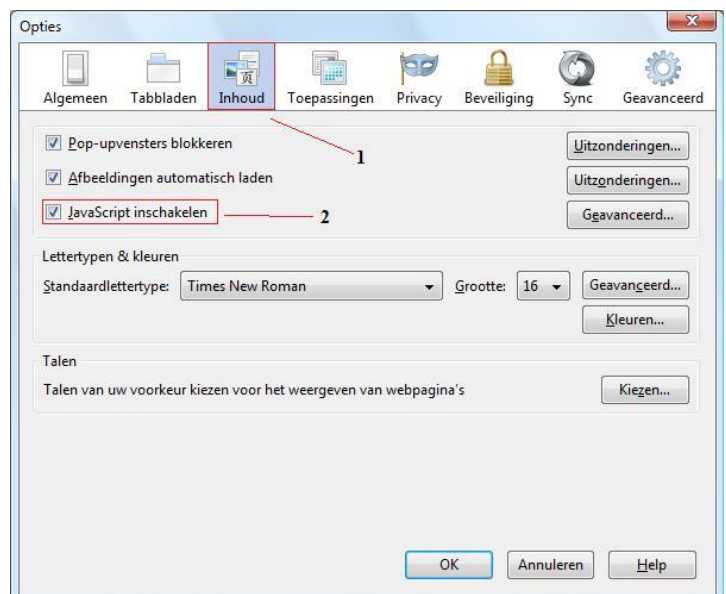 Opties
Algemeen Tabbladen Inhoud Toepassingen Privacy Beveiliging Sync Geavanceerd
Pop-upvensters blokkeren Uitzonderingen...
1
Afbeeldingen automatisch laden Uitzonderingen...
JavaScript inschakelen 2 Geavanceerd...
Lettertypen & kleuren
Standaardlettertype: Times New Roman Grootte: 16 Geavanceerd...
Kleuren...
Talen
Talen van uw voorkeur kiezen voor het weergeven van webpagina's Kiezen...
OK Annuleren Help